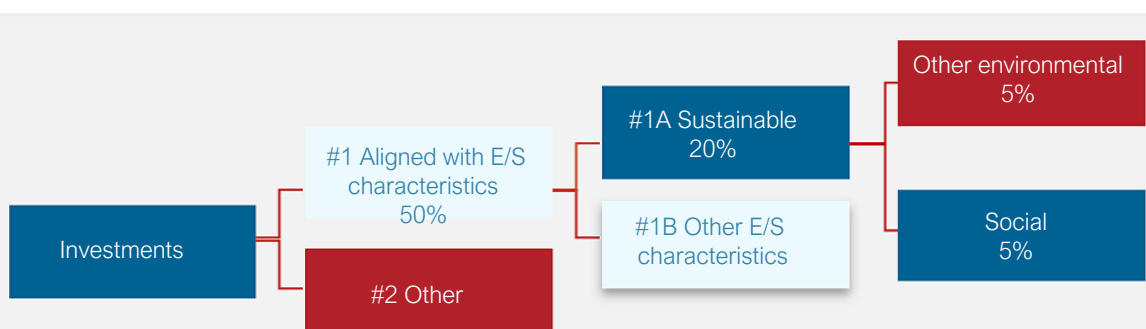 Investments
#1 Aligned with E/S
characteristics
50%
#2 Other
#1A Sustainable
20%
#1B Other E/S
characteristics
Other environmental
5%
Social
5%